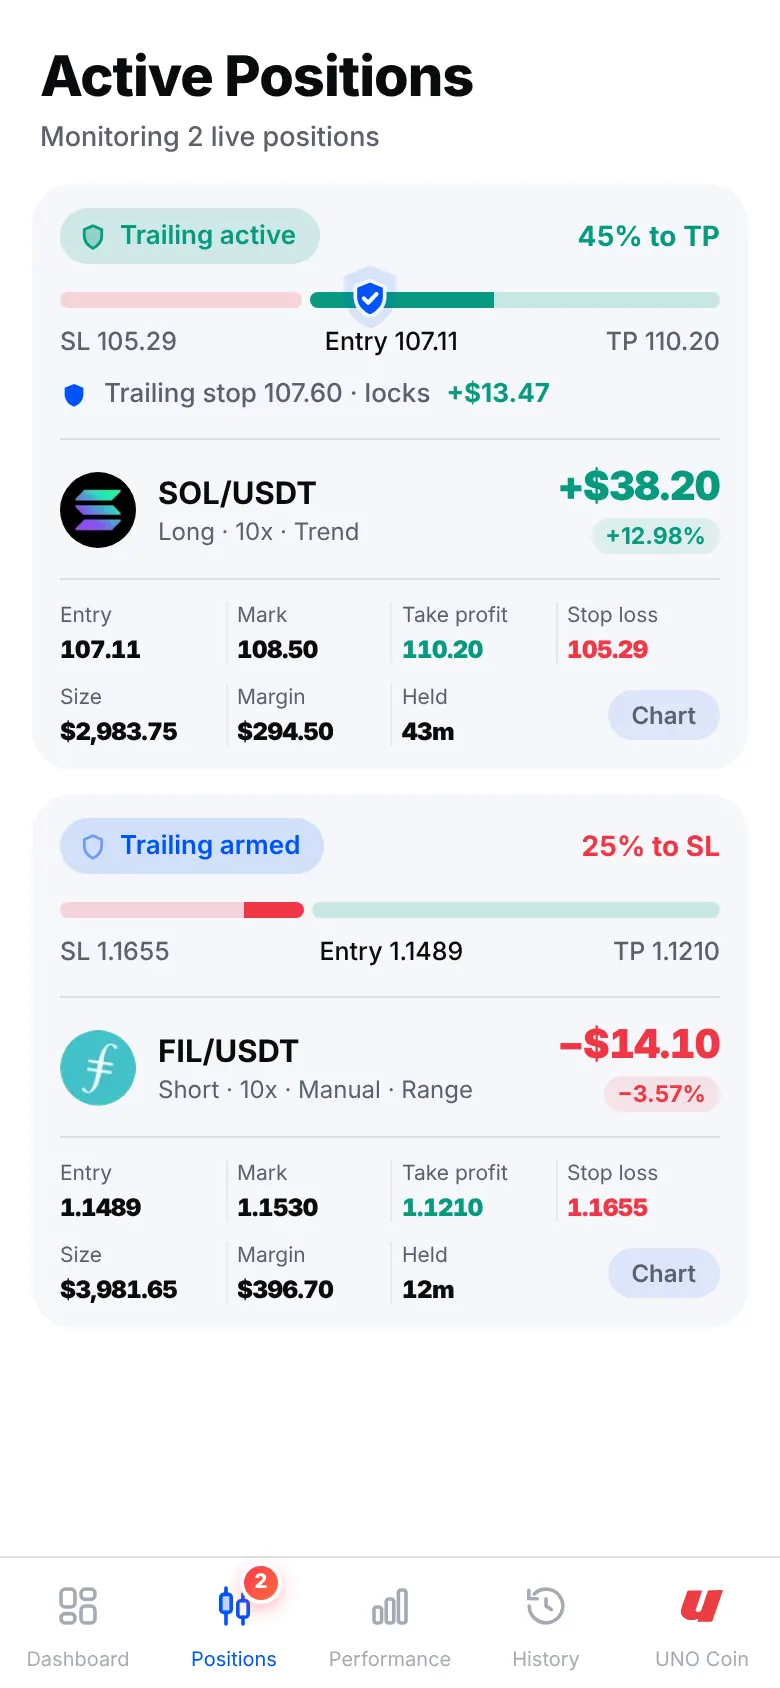 Active Positions
Monitoring 2 live positions
Trailing active
45% to TP
SL 105.29
Entry 107.11
TP 110.20
Trailing stop 107.60 · locks +$13.47
SOL/USDT
+$38.20
Long · 10x · Trend
+12.98%
Entry
Mark
Take profit
Stop loss
107.11
108.50
110.20
105.29
Size
Margin
Held
$2,983.75
$294.50
43m
Chart
Trailing armed
25% to SL
SL 1.1655
Entry 1.1489
TP 1.1210
FIL/USDT
−$14.10
Short · 10x · Manual · Range
−3.57%
Entry
Mark
Take profit
Stop loss
1.1489
1.1530
1.1210
1.1655
Size
Margin
Held
$3,981.65
$396.70
12m
Chart
2
Dashboard
Positions
Performance
History
UNO Coin